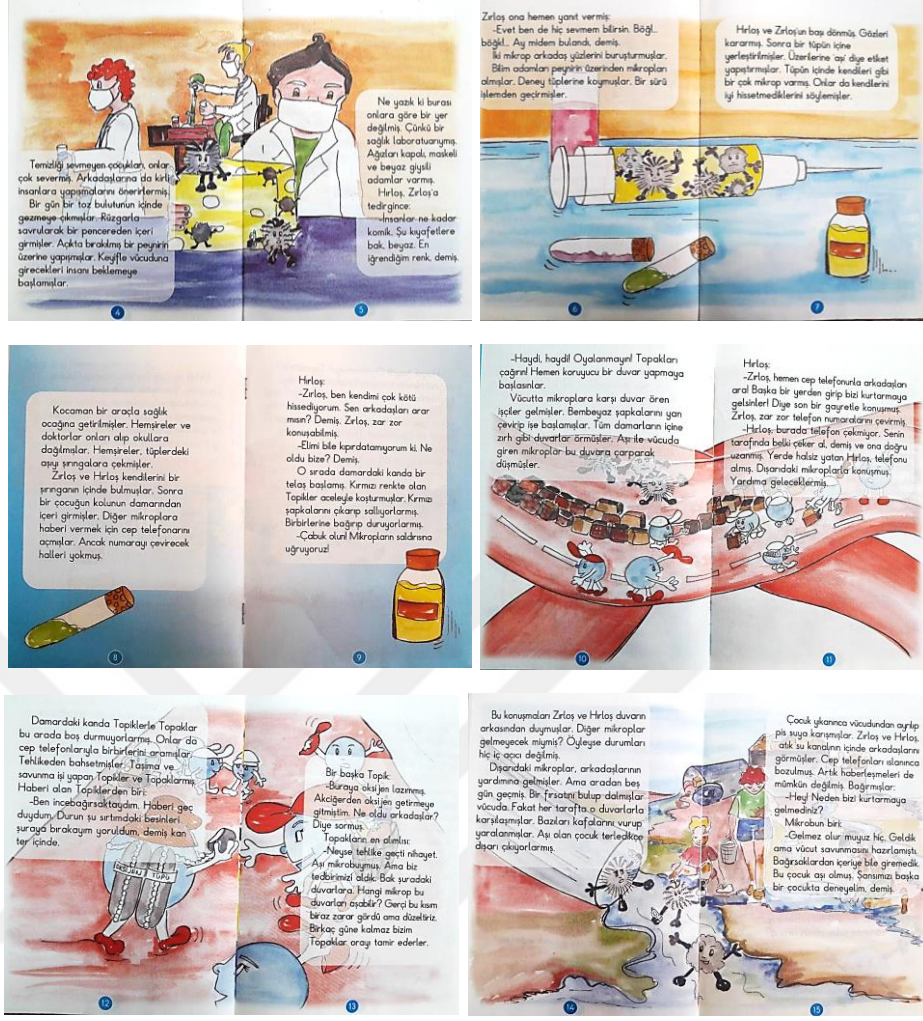 Temizliği sevmeyen çocukları, onlar
çok severmiş. Arkadaşlarına da kirli
insanlara yapışmalarını önerirlermiş.
Bir gün bir toz bulutunun içinde
gezmeye çıkmışlar. Rüzgarla
savrularak bir pencereden içeri
girmişler. Açıkta bırakılmış bir peynirin
üzerine yapışmışlar. Keyifle vücuduna
girecekleri insanı beklemeye
başlamışlar.
4
Ne yazık ki burası
onlara göre bir yer
değilmiş. Çünkü bir
sağlık laboratuarıymış.
Ağızları kapalı, maskeli
ve beyaz giysili
adamlar varmış.
Hırloş, Zırloş'a
tedirgince:
-İnsanlar ne kadar
komik. Şu kıyafetlere
bak, beyaz. En
iğrendiğim renk, demiş.
5
Zırloş ona hemen yanıt vermiş:
-Evet ben de hiç sevmem bilirsin. Böğk!..
böğk!.. Ay midem bulandı, demiş.
İki mikrop arkadaş yüzlerini buruşturmuşlar.
Bilim adamları peynirin üzerinden mikropları
almışlar. Deney tüplerine koymuşlar. Bir sürü
işlemden geçirmişler.
6
Hırloş ve Zırloş'un başı dönmüş. Gözleri
kararmış. Sonra bir tüpün içine
yerleştirilmişler. Üzerlerine 'aşı' diye etiket
yapıştırmışlar. Tüpün içinde kendileri gibi
bir çok mikrop varmış. Onlar da kendilerini
iyi hissetmediklerini söylemişler.
7
Kocaman bir araçla sağlık
ocağına getirilmişler. Hemşireler ve
doktorlar onları alıp okullara
dağılmışlar. Hemşireler, tüplerdeki
aşıyı şırıngalara çekmişler.
Zırloş ve Hırloş kendilerini bir
şırınganın içinde bulmuşlar. Sonra
bir çocuğun kolunun damarından
içeri girmişler. Diğer mikroplara
haberi vermek için cep telefonarını
açmışlar. Ancak numarayı çevirecek
halleri yokmuş.
8
Hırloş:
-Zırloş, ben kendimi çok kötü
hissediyorum. Sen arkadaşları arar
mısın? Demiş. Zırloş, zar zor
konuşabilmiş.
-Elimi bile kıpırdatamıyorum ki. Ne
oldu bize? Demiş.
O sırada damardaki kanda bir
telaş başlamış. Kırmızı renkte olan
Topikler aceleyle koşturmuşlar. Kırmızı
şapkalarını çıkarıp sallıyorlarmış.
Birbirlerine bağırıp duruyorlarmış.
-Çabuk olun! Mikropların saldırısna
uğruyoruz!
9
-Haydi, haydi! Oyalanmayın! Topakları
çağırın! Hemen koruyucu bir duvar yapmaya
başlasınlar.
Vücutta mikroplara karşı duvar ören
işçiler gelmişler. Bembeyaz şapkalarını yan
çevirip işe başlamışlar. Tüm damarların içine
zırh gibi duvarlar örmüşler. Aşı ile vücuda
giren mikroplar bu duvara çarparak
düşmüşler.
10
Hırloş:
-Zırloş, hemen cep telefonunla arkadaşları
ara! Başka bir yerden girip bizi kurtarmaya
gelsinler! Diye son bir gayretle konuşmuş.
Zırloş, zar zor telefon numaralarını çevirmiş.
-Hırloş, burada telefon çekmiyor. Senin
tarafında belki çeker al, demiş ve ona doğru
uzanmış. Yerde halsiz yatan Hırloş, telefonu
almış. Dışarıdaki mikroplarla konuşmuş.
Yardıma geleceklermiş.
11
Damardaki kanda Topiklerle Topaklar
bu arada boş durmuyorlarmış. Onlar da
cep telefonlarıyla birbirlerini aramışlar.
Tehlikeden bahsetmişler. Taşıma ve
savunma işi yapan Topikler ve Topaklarmış.
Haberi alan Topiklerden biri:
-Ben incebağırsaktaydım. Haberi geç
duydum. Durun şu sırtımdaki besinleri
şuraya bırakayım yoruldum, demiş kan
ter içinde.
OKSİJEN TÜPÜ
12
Bir başka Topik:
-Buraya oksijen lazımmış.
Akciğerden oksijen getirmeye
gitmiştim. Ne oldu arkadaşlar?
Diye sormuş.
Topakların en alımlısı:
-Neyse tehlike geçti nihayet.
Aşı mikrobuymuş. Ama biz
tedbirimizi aldık. Bak şuradaki
duvarlara. Hangi mikrop bu
duvarları aşabilir? Gerçi bu kısım
biraz zarar gördü ama düzeltiriz.
Birkaç güne kalmaz bizim
Topaklar orayı tamir ederler.
13
Bu konuşmaları Zırloş ve Hırloş duvarın
arkasından duymuşlar. Diğer mikroplar
gelmeyecek miymiş? Öyleyse durumları
hiç iç açıcı değilmiş.
Dışarıdaki mikroplar, arkadaşlarının
yardımına gelmişler. Ama aradan beş
gün geçmiş. Bir fırsatını bulup dalmışlar
vücuda. Fakat her tarafta o duvarlarla
karşılaşmışlar. Bazıları kafalarını vurup
yaralanmışlar. Aşı olan çocuk terledikçe
dışarı çıkıyorlarmış.
14
Çocuk yıkanınca vücudundan ayrılıp
pis suya karışmışlar. Zırloş ve Hırloş,
atık su kanalının içinde arkadaşlarını
görmüşler. Cep telefonları ıslanınca
bozulmuş. Artık haberleşmeleri de
mümkün değilmiş. Bağırmışlar:
-Hey! Neden bizi kurtarmaya
gelmediniz?
Mikrobun biri:
-Gelmez olur muyuz hiç. Geldik
ama vücut savunmasını hazırlamıştı.
Bağırsaklardan içeriye bile giremedik.
Bu çocuk aşı olmuş. Şansımızı başka
bir çocukta deneyelim, demiş.
15